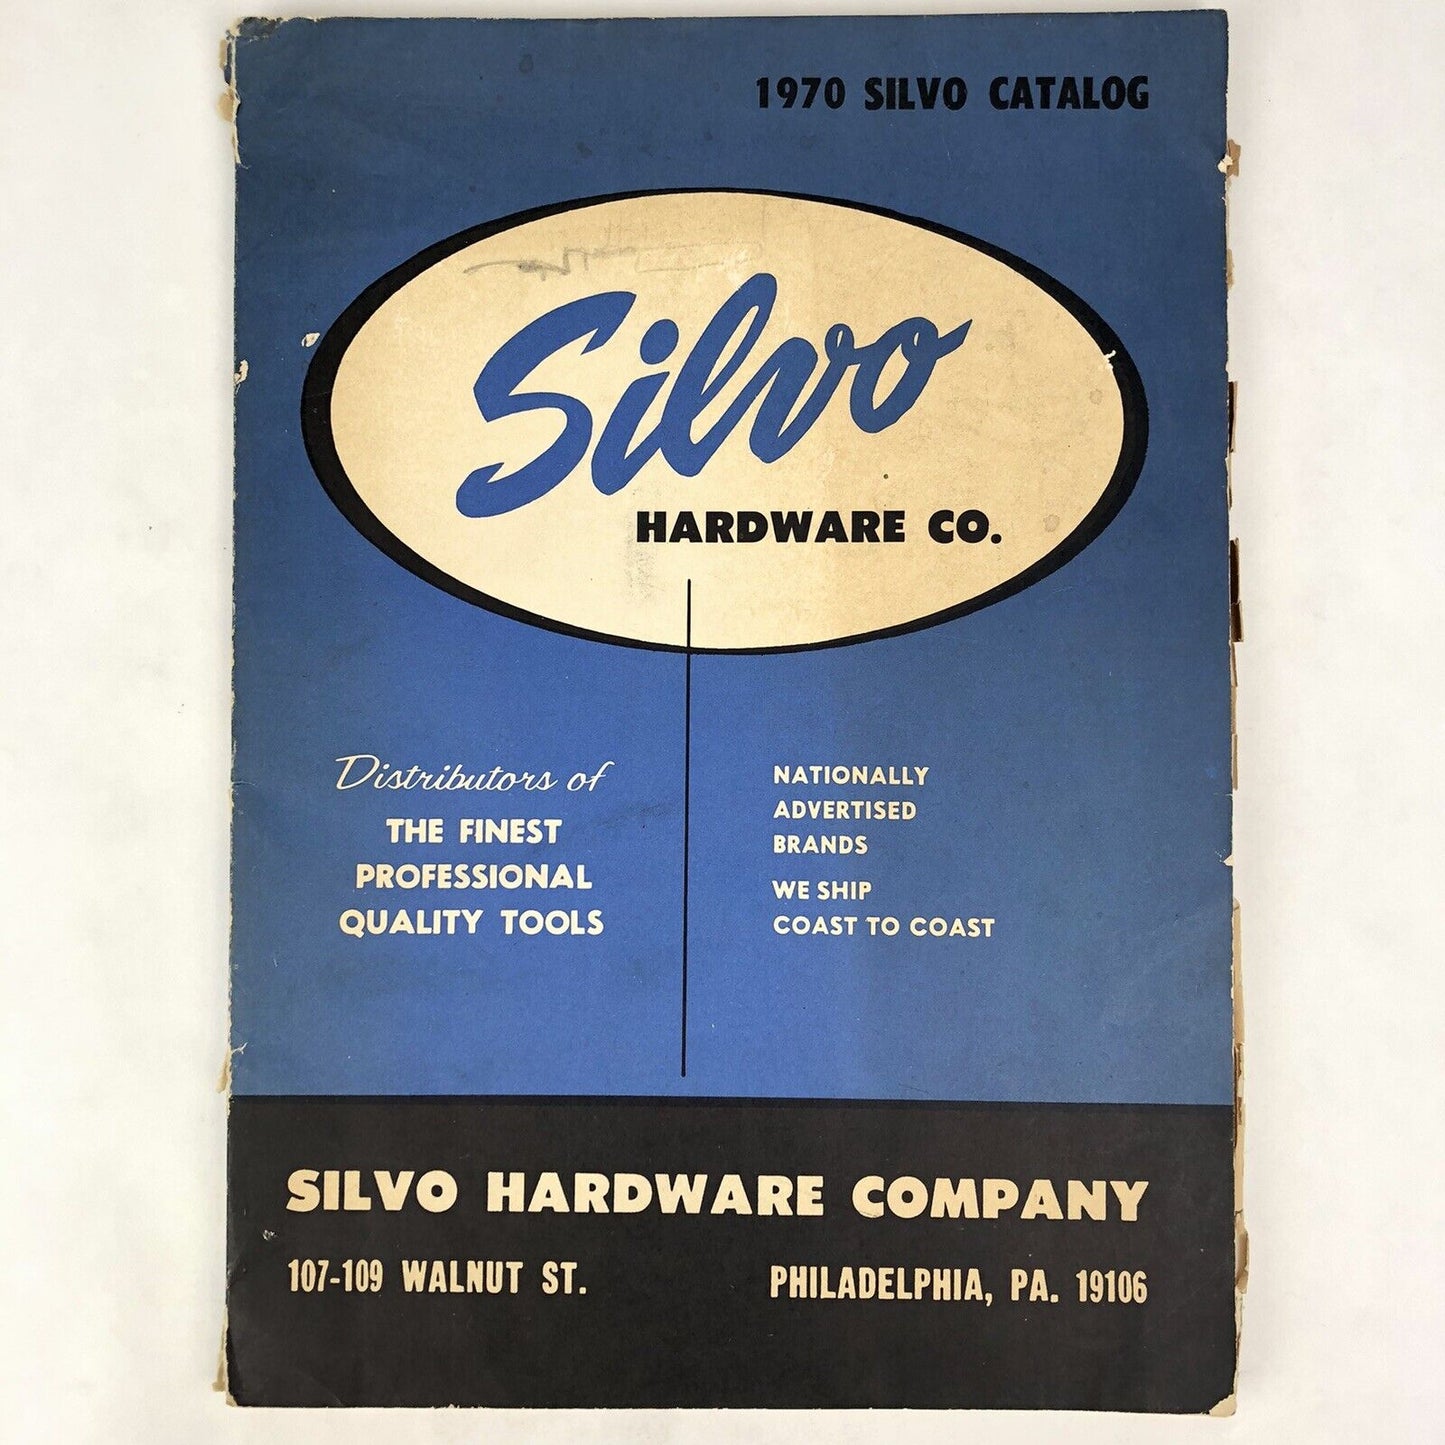 1970 SILVO CATALOG
Silvo
HARDWARE CO.
Distributors of
THE FINEST
PROFESSIONAL
QUALITY TOOLS
NATIONALLY
ADVERTISED
BRANDS
WE SHIP
COAST TO COAST
SILVO HARDWARE COMPANY
107-109 WALNUT ST. PHILADELPHIA, PA. 19106